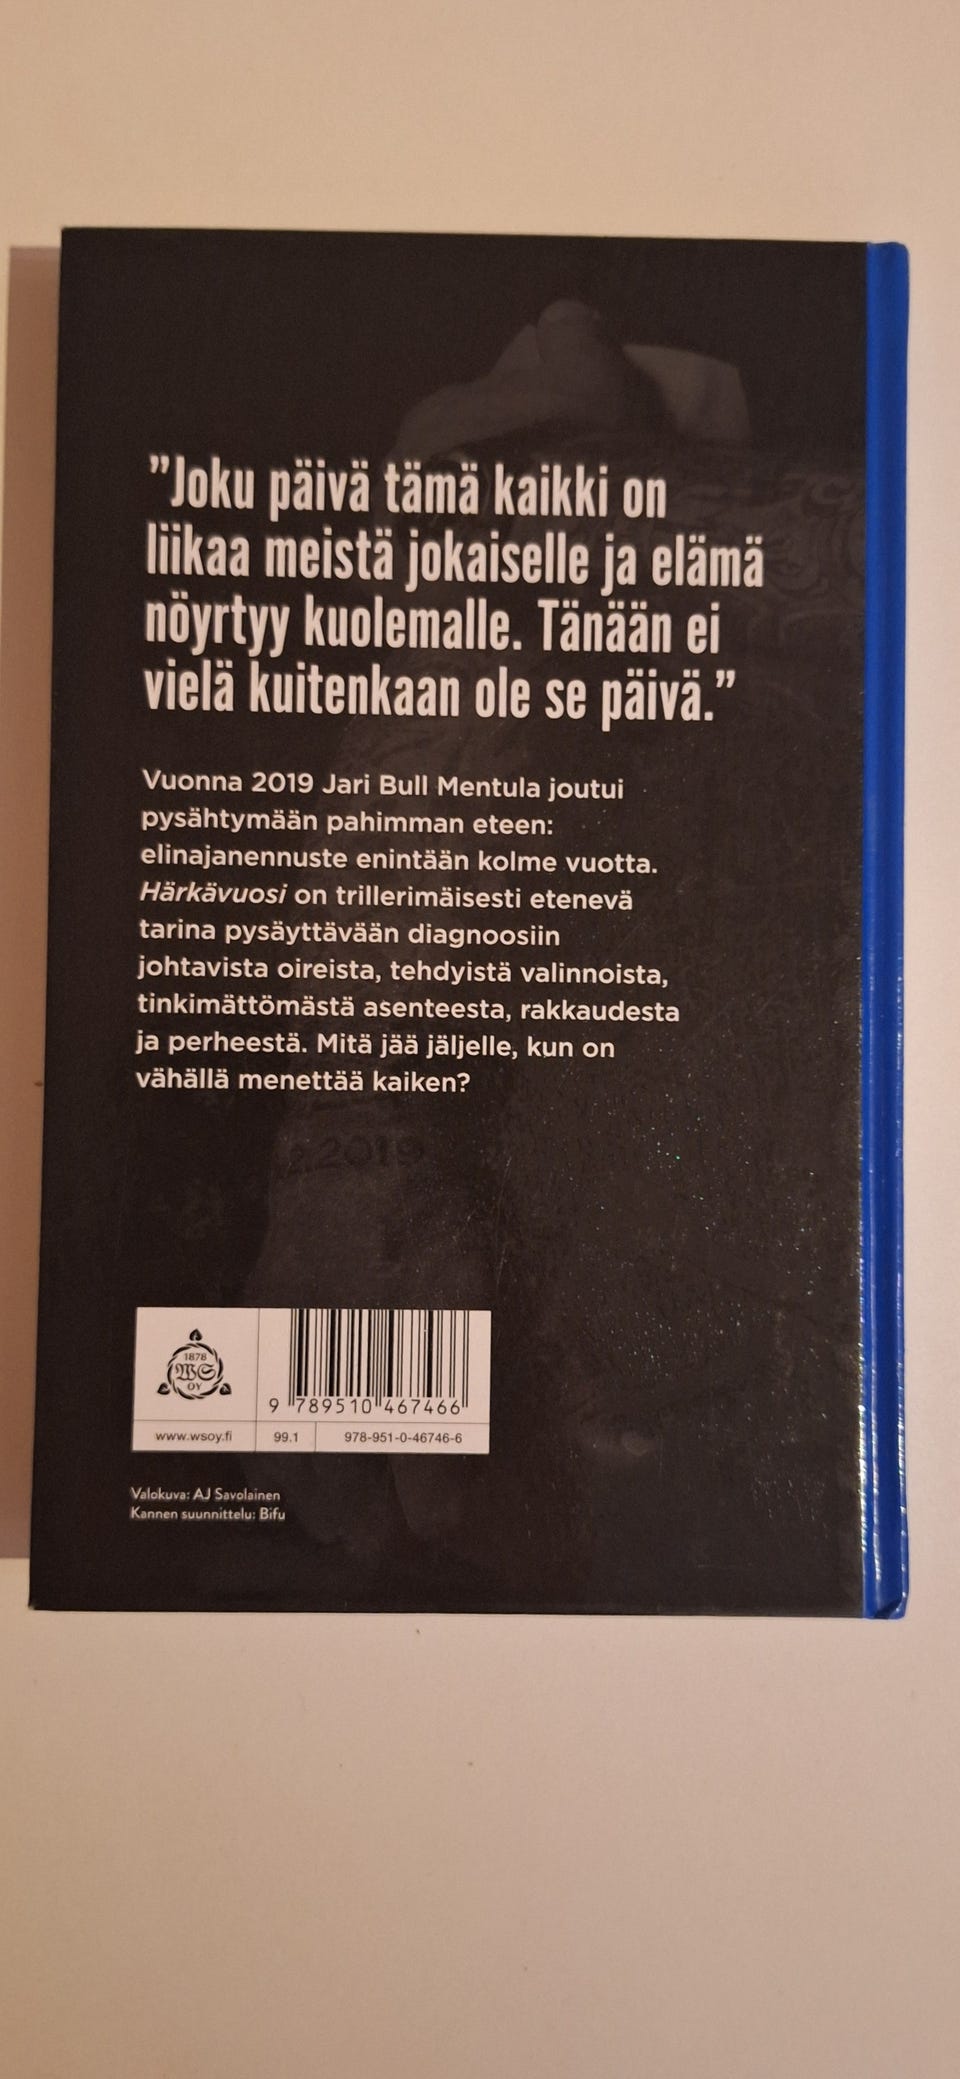 ”Joku päivä tämä kaikki on
liikaa meistä jokaiselle ja elämä
nöyrtyy kuolemalle. Tänään ei
vielä kuitenkaan ole se päivä.”
Vuonna 2019 Jari Bull Mentula joutui
pysähtymään pahimman eteen:
elinajanennuste enintään kolme vuotta.
Härkävuosi on trillerimäisesti etenevä
tarina pysäyttävään diagnoosiin
johtavista oireista, tehdyistä valinnoista,
tinkimättömästä asenteesta, rakkaudesta
ja perheestä. Mitä jää jäljelle, kun on
vähällä menettää kaiken?
2019
1878
WS
OY
9 789510 467466
www.wsoy.fi 99.1 978-951-0-46746-6
Valokuva: AJ Savolainen
Kannen suunnittelu: Bifu